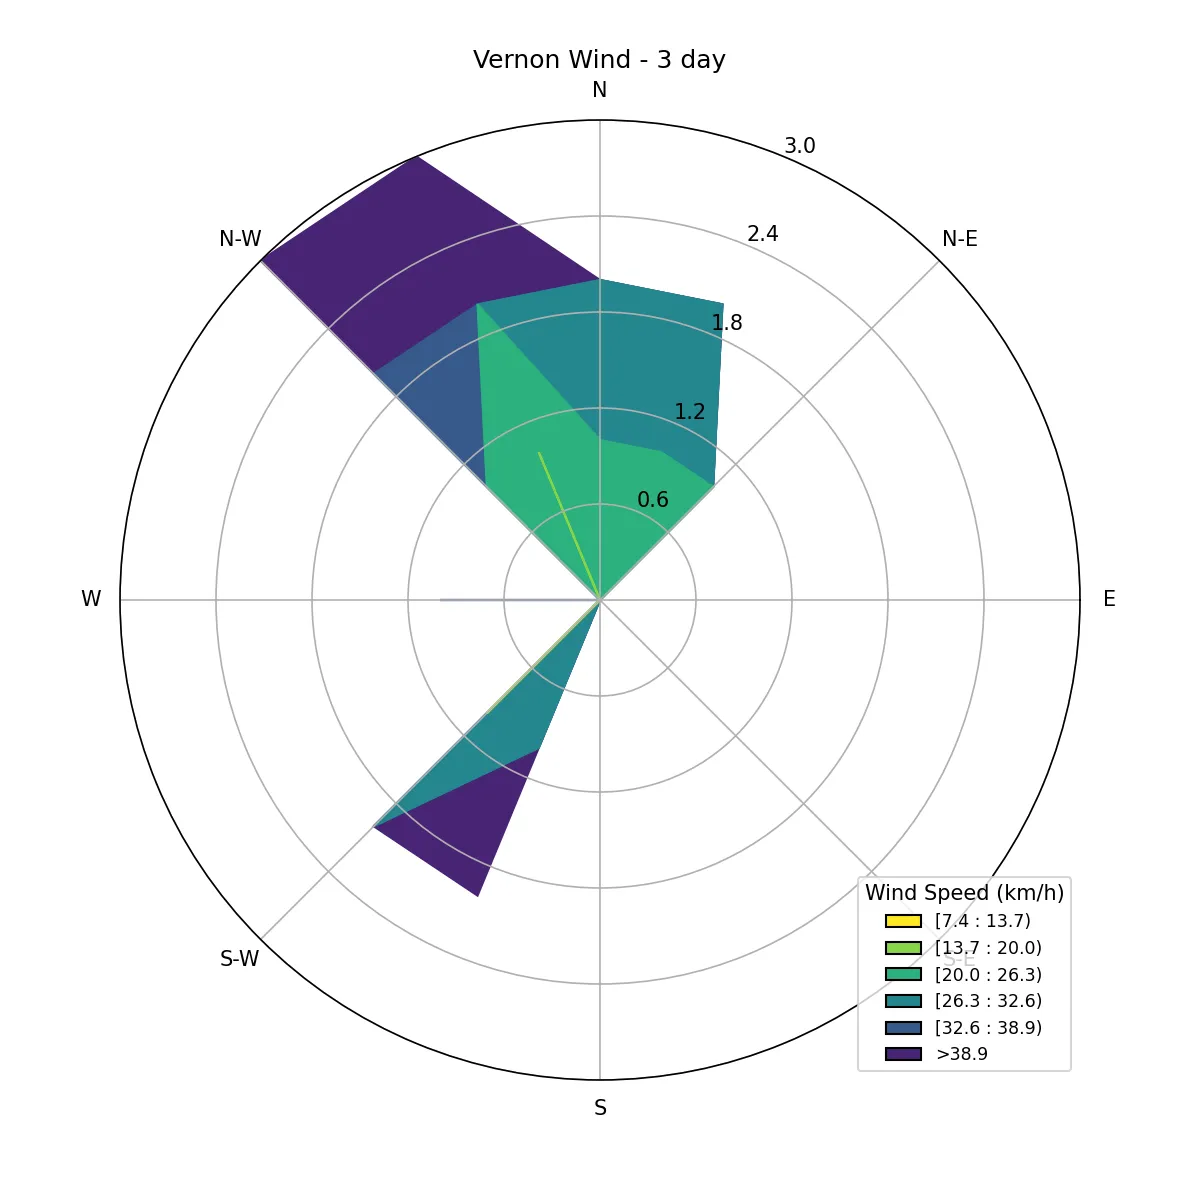 Vernon Wind - 3 day
N
3.0
2.4
N-W
N-E
1.8
1.2
0.6
W
E
S-W
S-E
S
Wind Speed (km/h)
[7.4 : 13.7)
[13.7 : 20.0)
[20.0 : 26.3)
[26.3 : 32.6)
[32.6 : 38.9)
>38.9